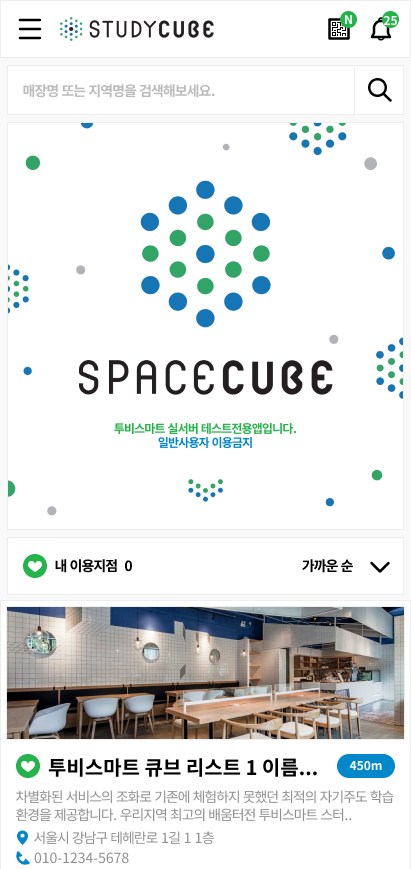 STUDYCUBE
N
25
매장명 또는 지역명을 검색해보세요.
SPACECUBE
투비스마트 실서버 테스트전용앱입니다.
일반사용자 이용금지
내 이용지점 0
가까운 순
투비스마트 큐브 리스트 1 이름...
450m
차별화된 서비스의 조화로 기존에 체험하지 못했던 최적의 자기주도 학습
환경을 제공합니다. 우리지역 최고의 배움터전 투비스마트 스터..
서울시 강남구 테헤란로 1길 1 1층
010-1234-5678